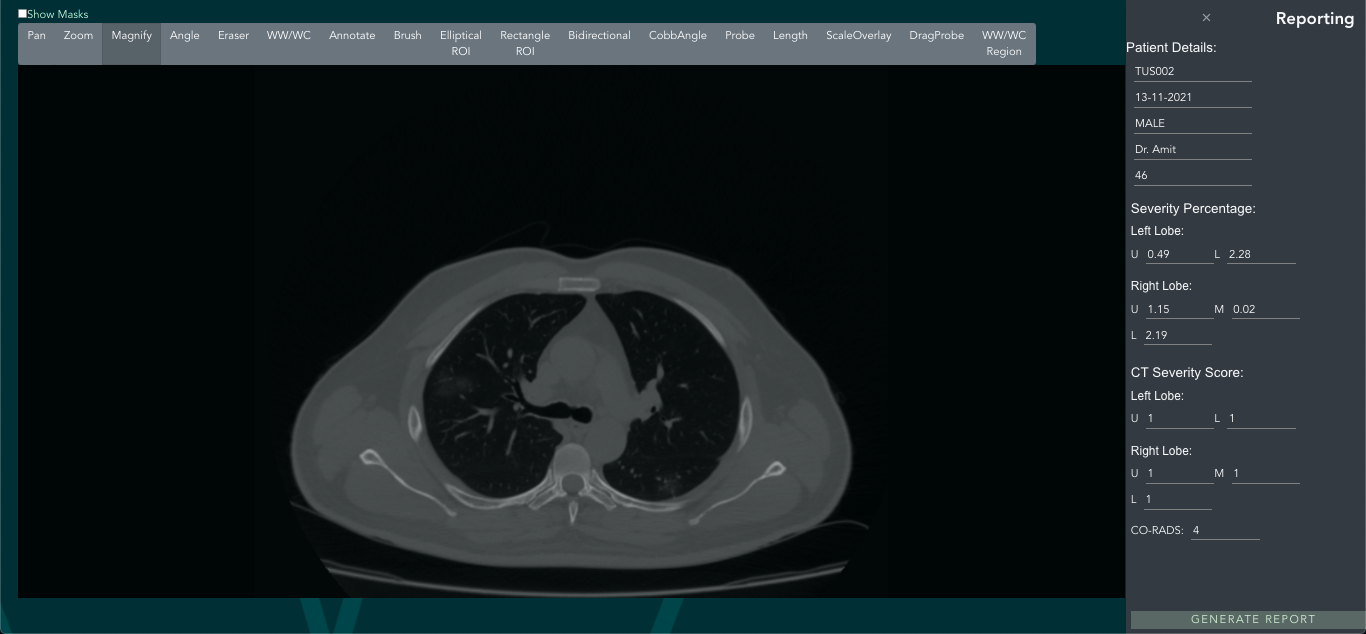 Show Masks
Pan Zoom Magnify Angle Eraser WW/WC Annotate Brush Elliptical ROI Rectangle ROI Bidirectional CobbAngle Probe Length ScaleOverlay DragProbe WW/WC Region
× Reporting
Patient Details:
TUS002
13-11-2021
MALE
Dr. Amit
46
Severity Percentage:
Left Lobe:
U 0.49 L 2.28
Right Lobe:
U 1.15 M 0.02
L 2.19
CT Severity Score:
Left Lobe:
U 1 L 1
Right Lobe:
U 1 M 1
L 1
CO-RADS: 4
GENERATE REPORT